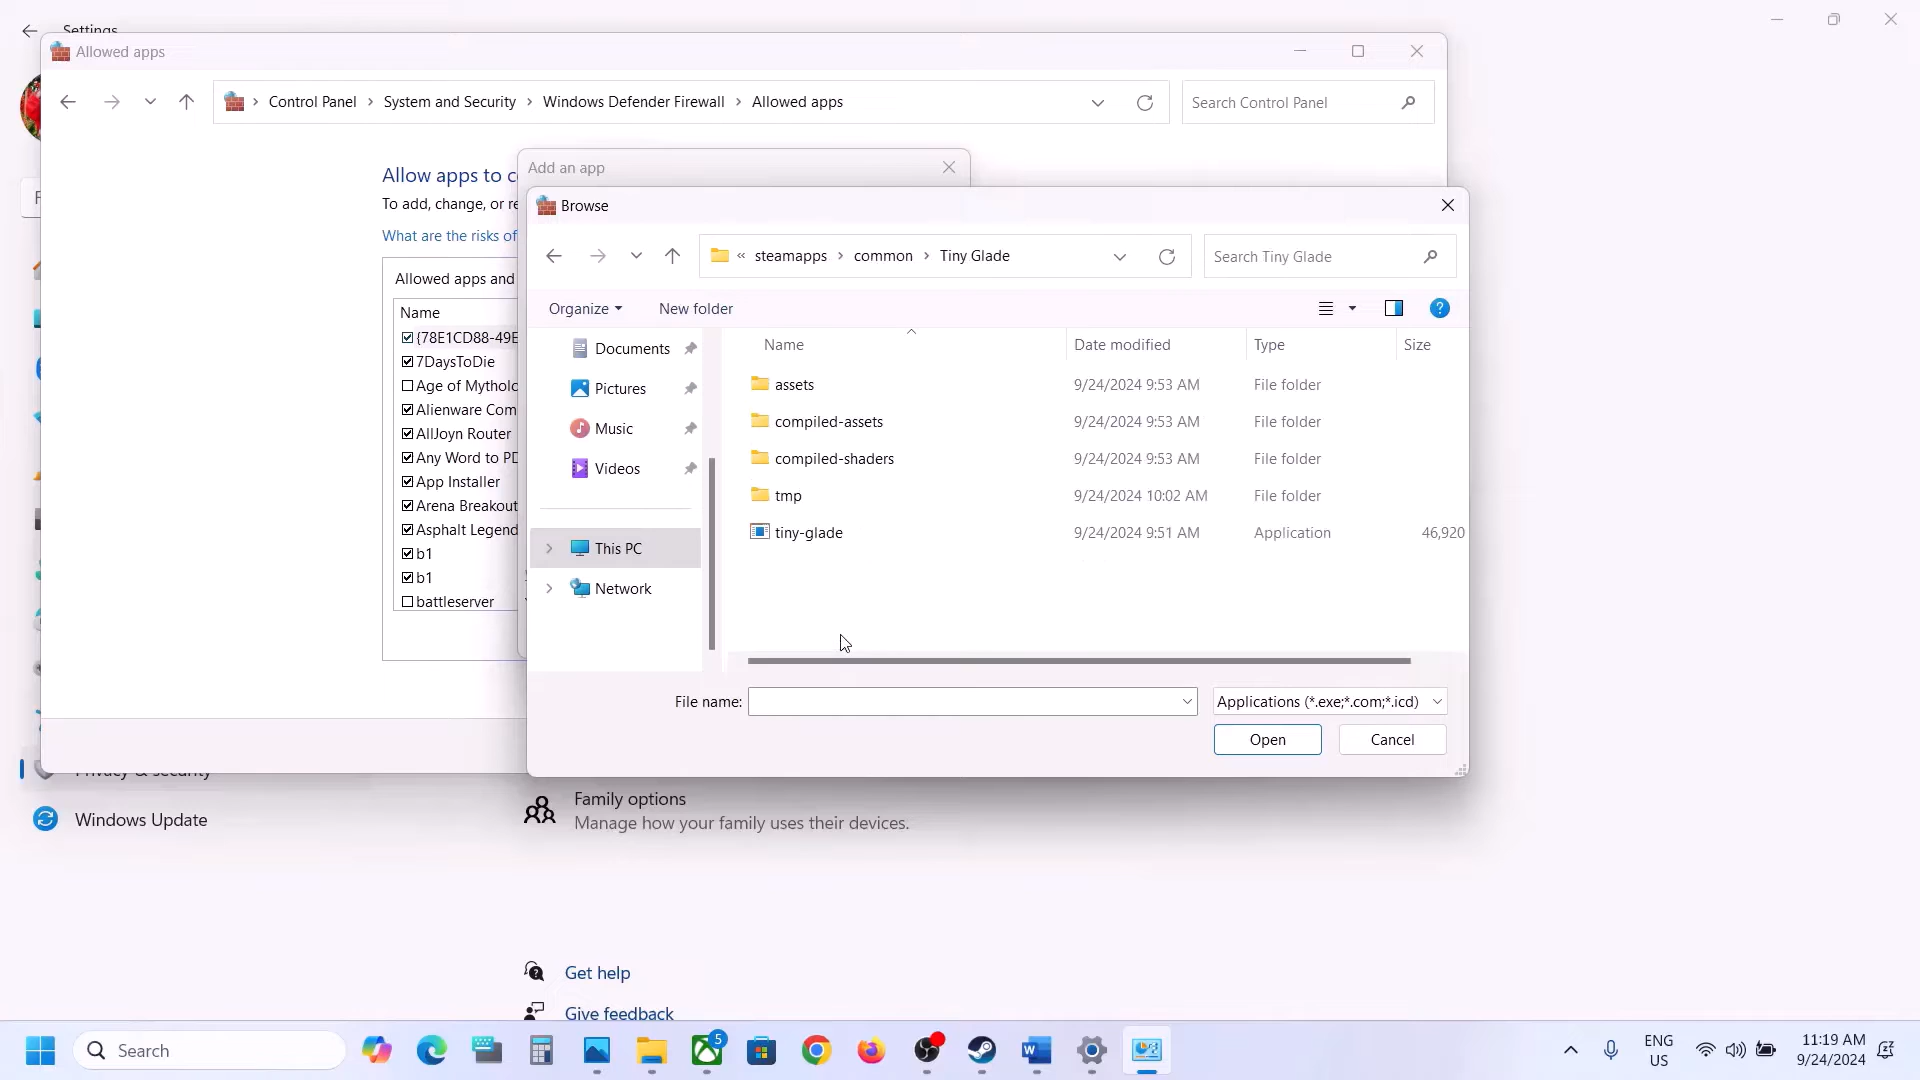 Settings
Allowed apps
Control Panel > System and Security > Windows Defender Firewall > Allowed apps
Search Control Panel
Allow apps to c
To add, change, or re
What are the risks of
Allowed apps and
Name
{78E1CD88-49E
7DaysToDie
Age of Mytholo
Alienware Com
AllJoyn Router
Any Word to PD
App Installer
Arena Breakout
Asphalt Legend
b1
b1
battleserver
Add an app
Browse
« steamapps > common > Tiny Glade
Search Tiny Glade
Organize
New folder
Documents
Pictures
Music
Videos
This PC
Network
Name Date modified Type Size
assets 9/24/2024 9:53 AM File folder
compiled-assets 9/24/2024 9:53 AM File folder
compiled-shaders 9/24/2024 9:53 AM File folder
tmp 9/24/2024 10:02 AM File folder
tiny-glade 9/24/2024 9:51 AM Application 46,920
File name:
Applications (*.exe;*.com;*.icd)
Open
Cancel
Privacy & security
Windows Update
Family options
Manage how your family uses their devices.
Get help
Give feedback
Search
5
ENG
US
11:19 AM
9/24/2024